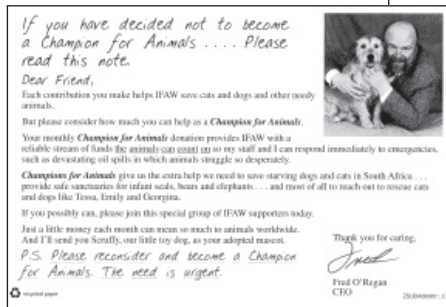 If you have decided not to become
a Champion for Animals .... Please
read this note.
Dear Friend,
Each contribution you make helps IFAW save cats and dogs and other needy
animals.
But please consider how much you can help as a Champion for Animals.
Your monthly Champion for Animals donation provides IFAW with a
reliable stream of funds the animals can count on so my staff and I can respond immediately to emergencies,
such as devastating oil spills in which animals struggle so desperately.
Champions for Animals give us the extra help we need to save starving dogs and cats in South Africa . . .
provide safe sanctuaries for infant seals, bears and elephants . . . and most of all to reach out to rescue cats
and dogs like Tessa, Emily and Georgina.
If you possibly can, please join this special group of IFAW supporters today.
Just a little money each month can mean so much to animals worldwide.
And I'll send you Scruffy, our little toy dog, as your adopted mascot.
P.S. Please reconsider and become a Champion
for Animals. The need is urgent.
Thank you for caring,
Fred
Fred O'Regan
CEO
recycled paper